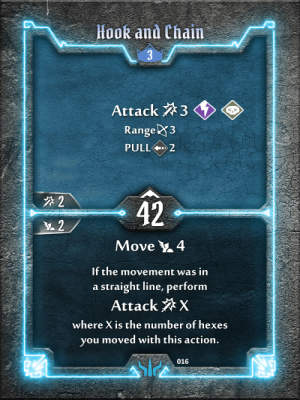 Hook and Chain
3
Attack 3
Range 3
PULL 2
2
42
2
Move 4
If the movement was in
a straight line, perform
Attack X
where X is the number of hexes
you moved with this action.
016